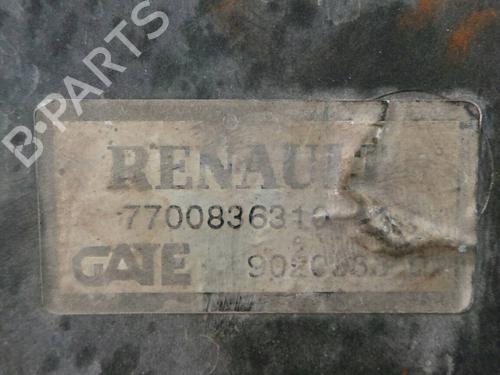 B-PARTS
RENAULT
7700836310
GATE